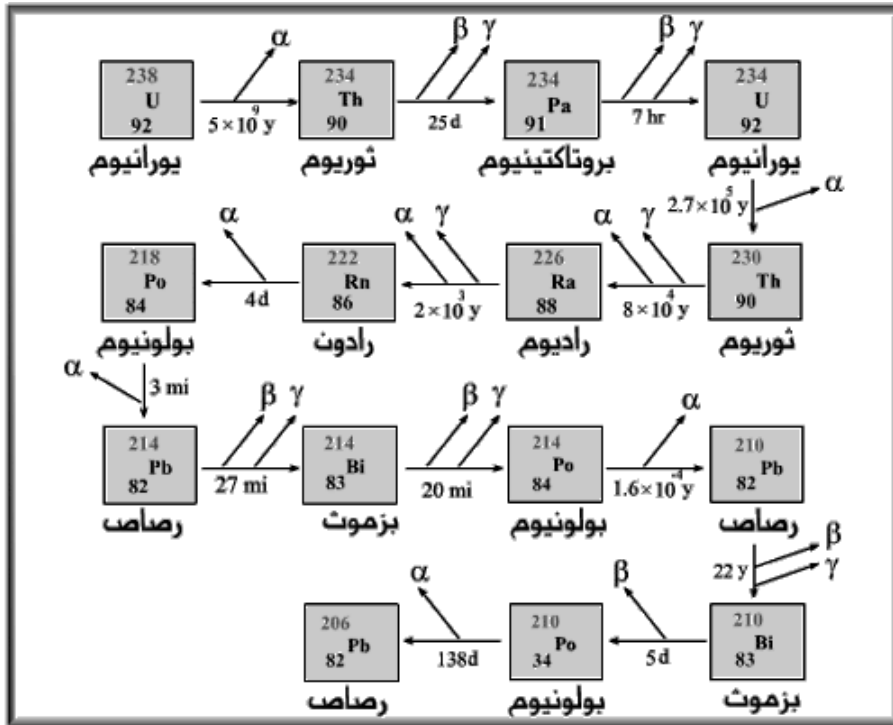 α β γ β γ
238 U 92 234 Th 90 234 Pa 91 234 U 92
5 × 10⁹ y 25 d 7 hr
يورانيوم ثوريوم بروتاكتينيوم يورانيوم
2.7 × 10⁵ y α
α α γ α γ
218 Po 84 222 Rn 86 226 Ra 88 230 Th 90
4 d 2 × 10³ y 8 × 10⁴ y
بولونيوم رادون راديوم ثوريوم
α 3 mi
β γ β γ α
214 Pb 82 214 Bi 83 214 Po 84 210 Pb 82
27 mi 20 mi 1.6 × 10⁻⁴ y
رصاص بزموث بولونيوم رصاص
22 y β γ
α β
206 Pb 82 210 Po 34 210 Bi 83
138d 5 d
رصاص بولونيوم بزموث